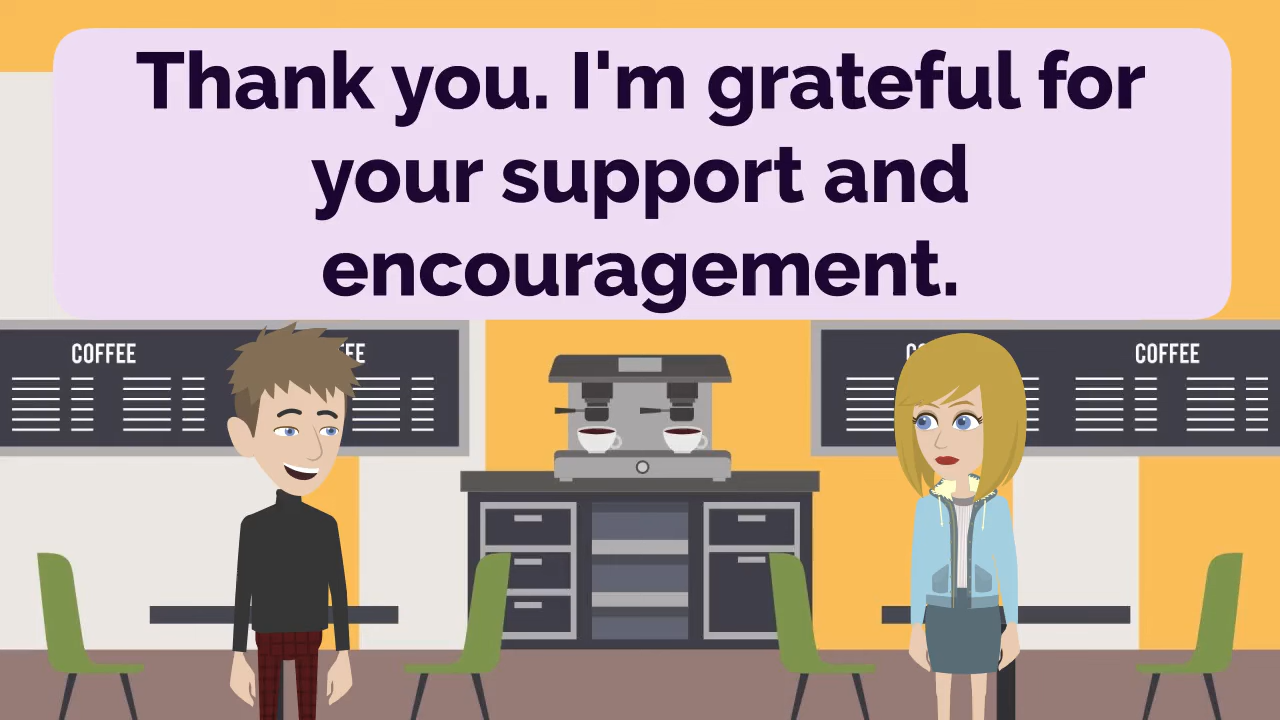 Thank you. I'm grateful for
your support and
encouragement.
COFFEE
COFFEE